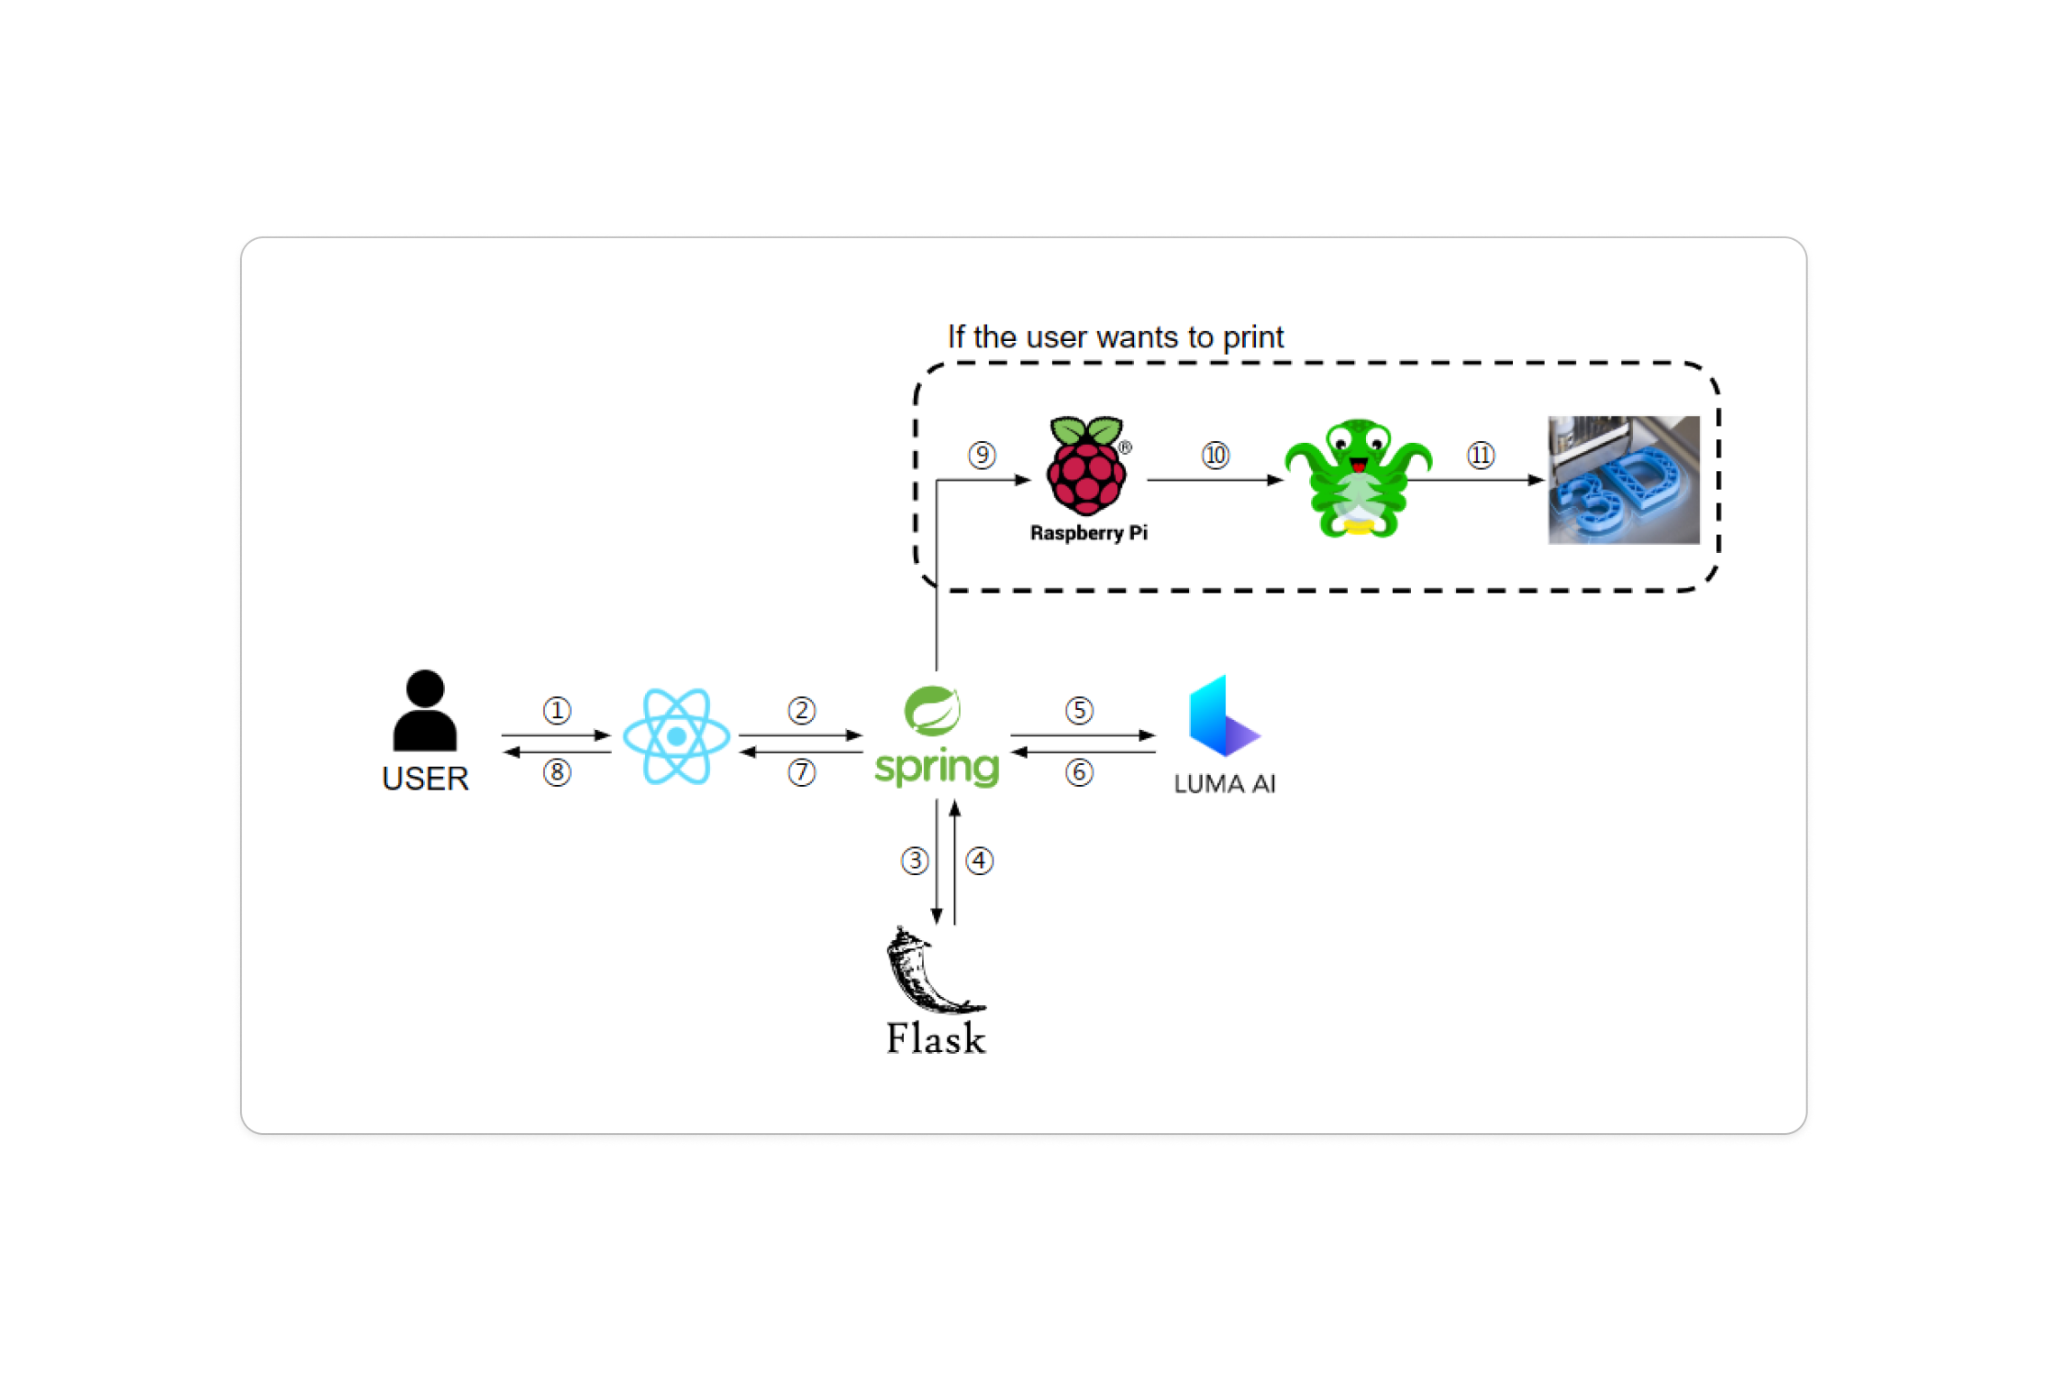 If the user wants to print
⑨
⑩
⑪
®
Raspberry Pi
3D
①
②
⑤
⑧
⑦
⑥
USER
spring
LUMA AI
③
④
Flask